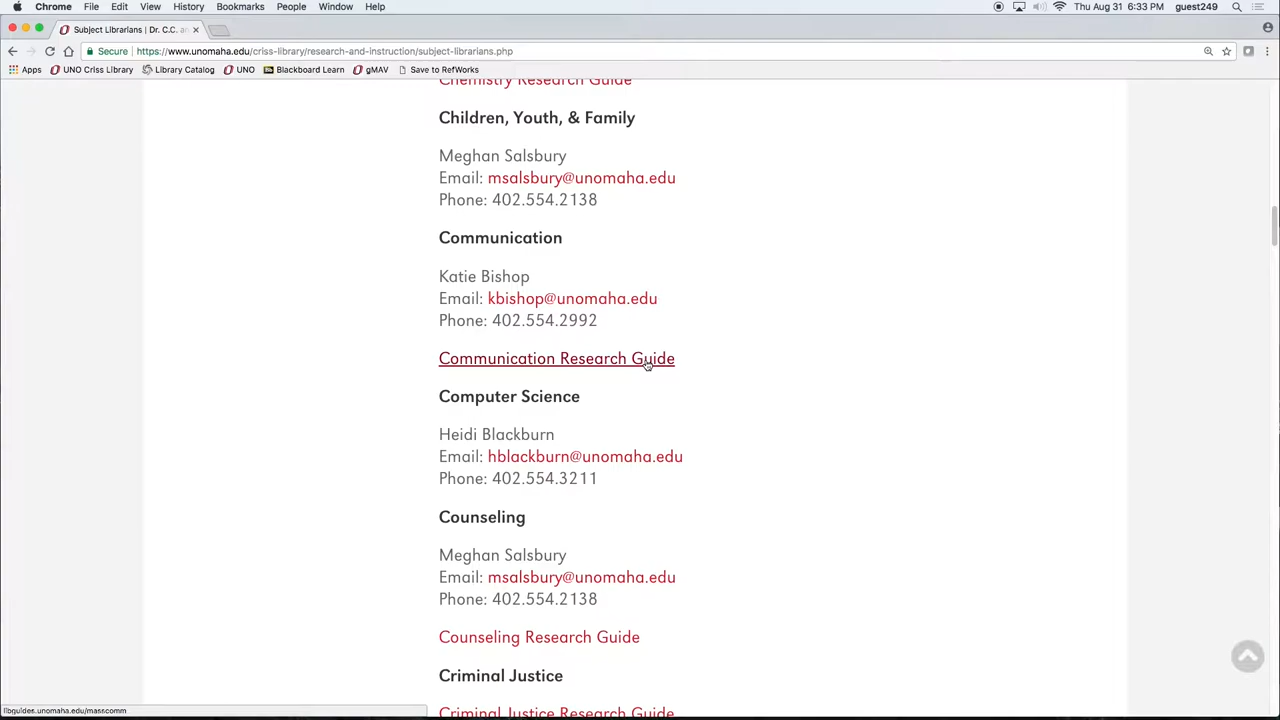 Chrome File Edit View History Bookmarks People Window Help Thu Aug 31 6:33 PM guest249
Subject Librarians | Dr. C.C. an
Secure https://www.unomaha.edu/criss-library/research-and-instruction/subject-librarians.php
Apps UNO Criss Library Library Catalog UNO Blackboard Learn gMAV Save to RefWorks
Chemistry Research Guide
Children, Youth, & Family
Meghan Salsbury
Email: msalsbury@unomaha.edu
Phone: 402.554.2138
Communication
Katie Bishop
Email: kbishop@unomaha.edu
Phone: 402.554.2992
Communication Research Guide
Computer Science
Heidi Blackburn
Email: hblackburn@unomaha.edu
Phone: 402.554.3211
Counseling
Meghan Salsbury
Email: msalsbury@unomaha.edu
Phone: 402.554.2138
Counseling Research Guide
Criminal Justice
Criminal Justice Research Guide
libguides.unomaha.edu/masscomm